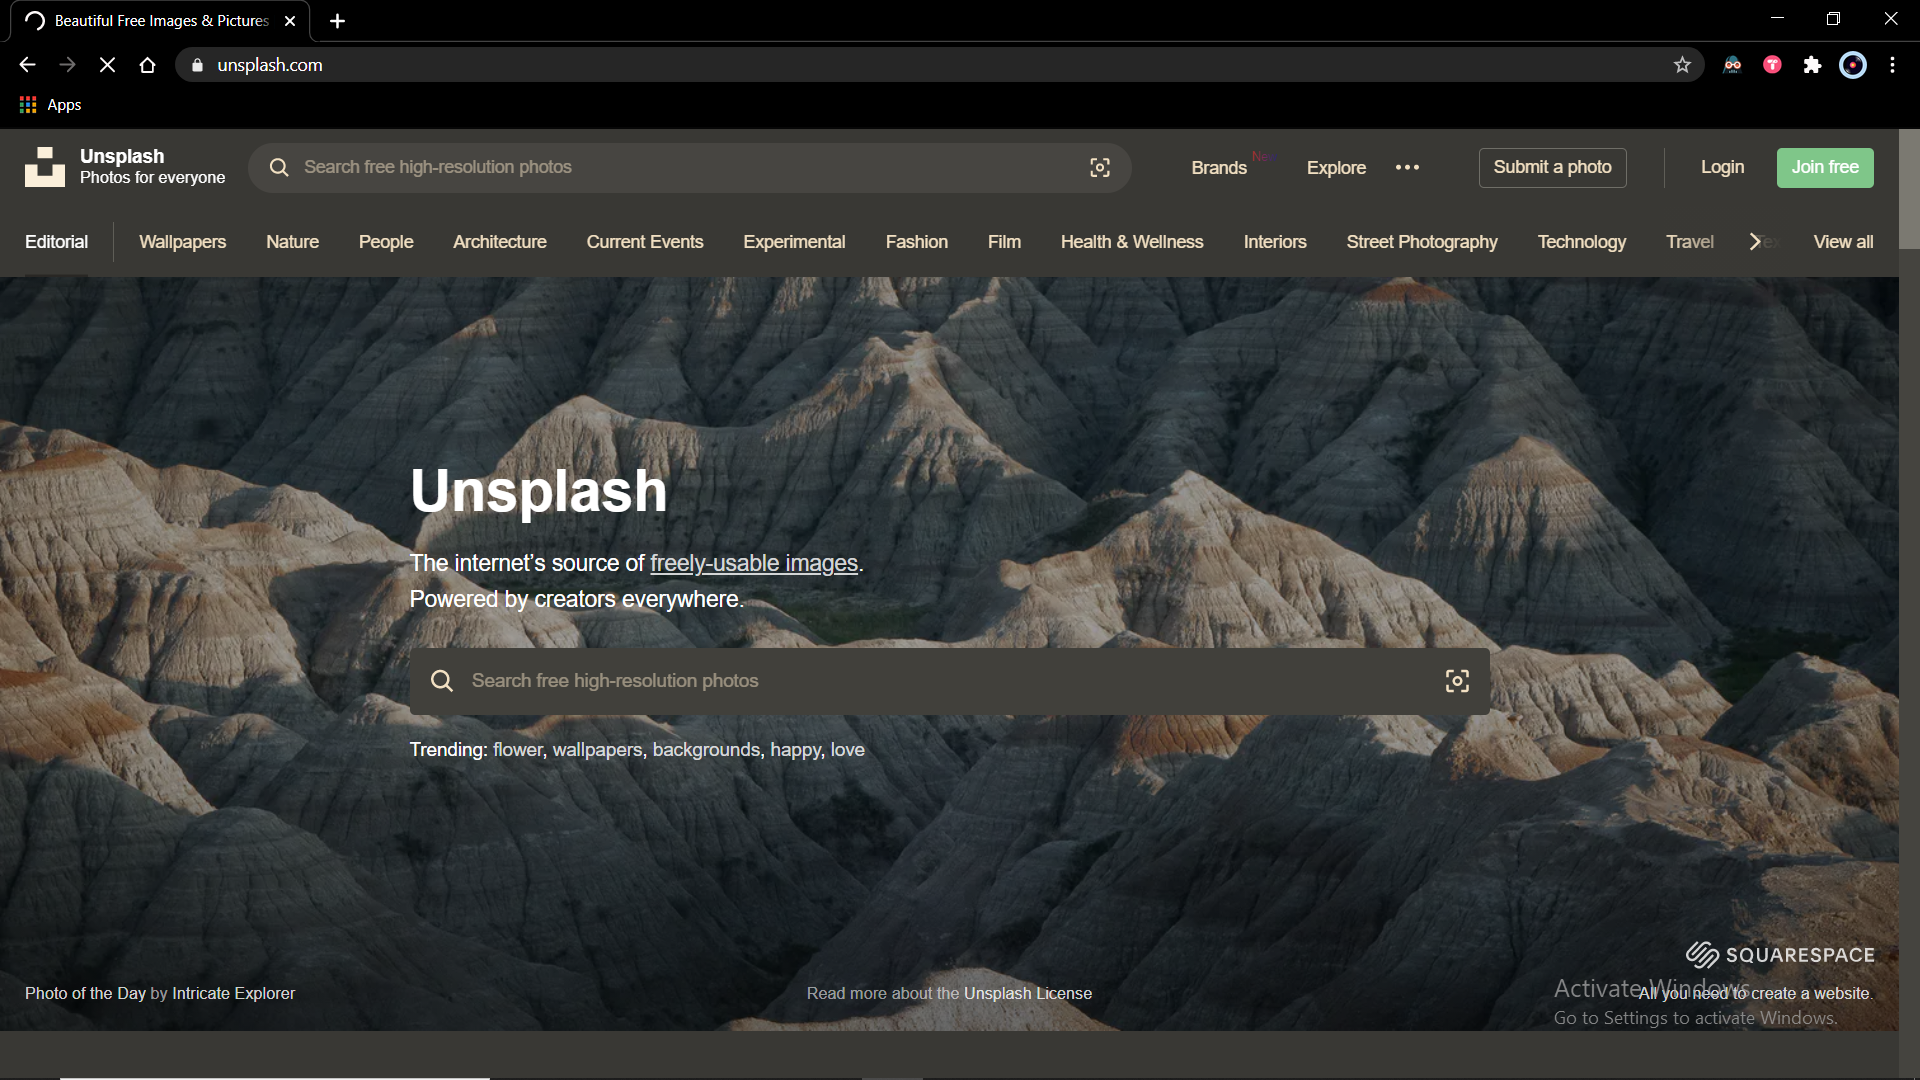 Beautiful Free Images & Pictures
unsplash.com
Apps
Unsplash
Photos for everyone
Search free high-resolution photos
Brands
New
Explore
Submit a photo
Login
Join free
Editorial
Wallpapers
Nature
People
Architecture
Current Events
Experimental
Fashion
Film
Health & Wellness
Interiors
Street Photography
Technology
Travel
View all
Unsplash
The internet's source of freely-usable images.
Powered by creators everywhere.
Search free high-resolution photos
Trending: flower, wallpapers, backgrounds, happy, love
SQUARESPACE
Photo of the Day by Intricate Explorer
Read more about the Unsplash License
All you need to create a website.
Activate Windows
Go to Settings to activate Windows.